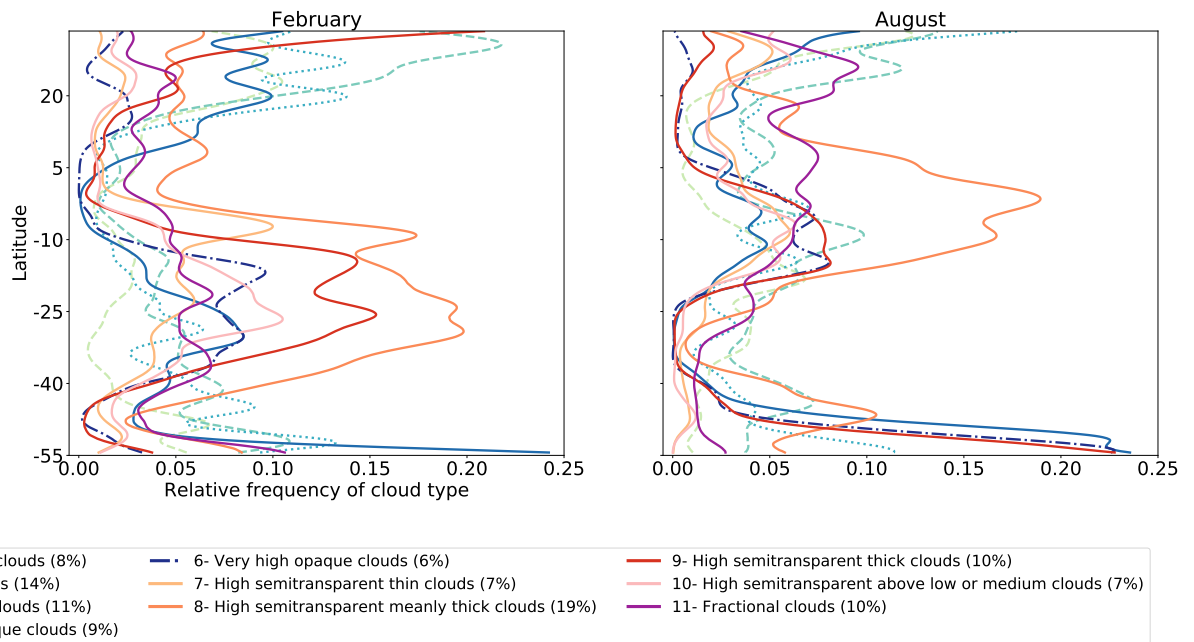 February
August
20
5
-10
-25
-40
-55
Latitude
0.00 0.05 0.10 0.15 0.20 0.25
0.00 0.05 0.10 0.15 0.20 0.25
Relative frequency of cloud type
clouds (8%)
6- Very high opaque clouds (6%)
9- High semitransparent thick clouds (10%)
(14%)
7- High semitransparent thin clouds (7%)
10- High semitransparent above low or medium clouds (7%)
(11%)
8- High semitransparent meanly thick clouds (19%)
11- Fractional clouds (10%)
clouds (9%)